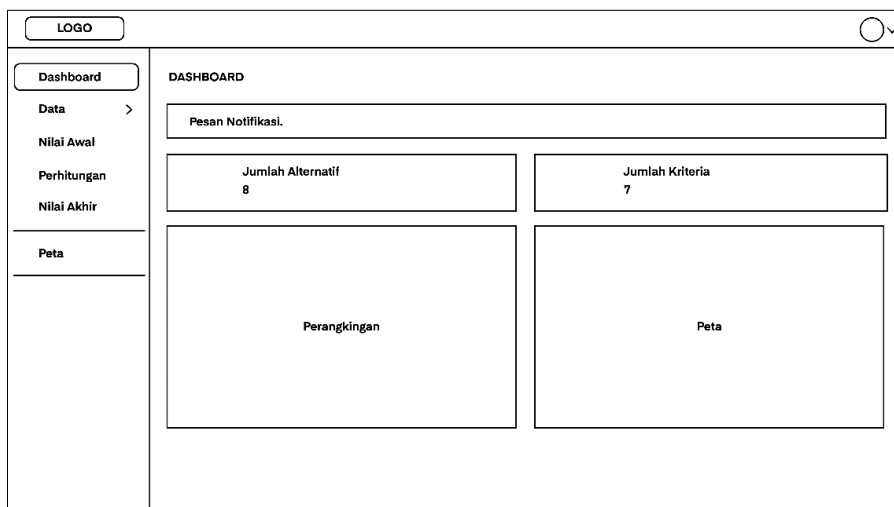 LOGO
Dashboard
Data
Nilai Awal
Perhitungan
Nilai Akhir
Peta
DASHBOARD
Pesan Notifikasi.
Jumlah Alternatif
8
Jumlah Kriteria
7
Perangkingan
Peta